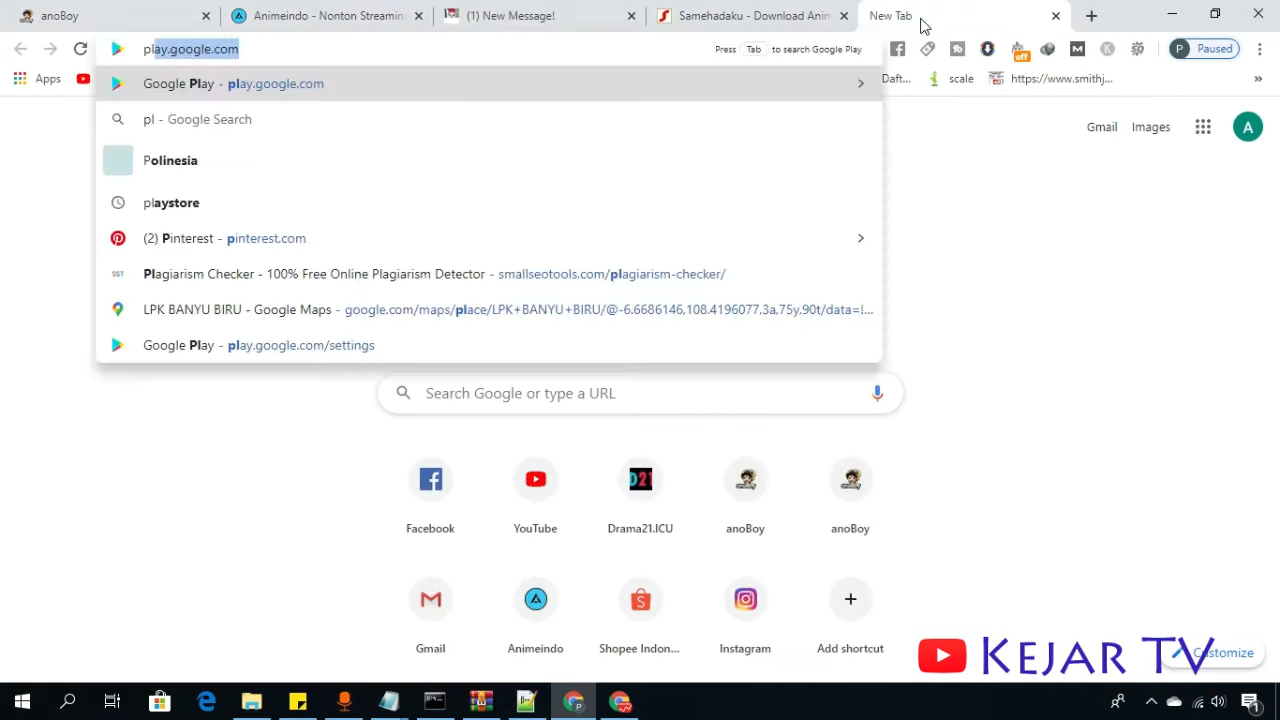 anoBoy
Animeindo - Nonton Streamin
(1) New Message!
Samehadaku - Download Anim
New Tab
play.google.com
Press Tab to search Google Play
P Paused
Apps
Daft...
scale
https://www.smithj...
Google Play - play.google.com
pl - Google Search
Polinesia
playstore
(2) Pinterest - pinterest.com
SST Plagiarism Checker - 100% Free Online Plagiarism Detector - smallseotools.com/plagiarism-checker/
LPK BANYU BIRU - Google Maps - google.com/maps/place/LPK+BANYU+BIRU/@-6.6686146,108.4196077,3a,75y,90t/data=!...
Google Play - play.google.com/settings
off
Gmail
Images
A
Search Google or type a URL
D21
Facebook
YouTube
Drama21.ICU
anoBoy
anoBoy
Gmail
Animeindo
Shopee Indon...
Instagram
Add shortcut
KEJAR TV
Customize